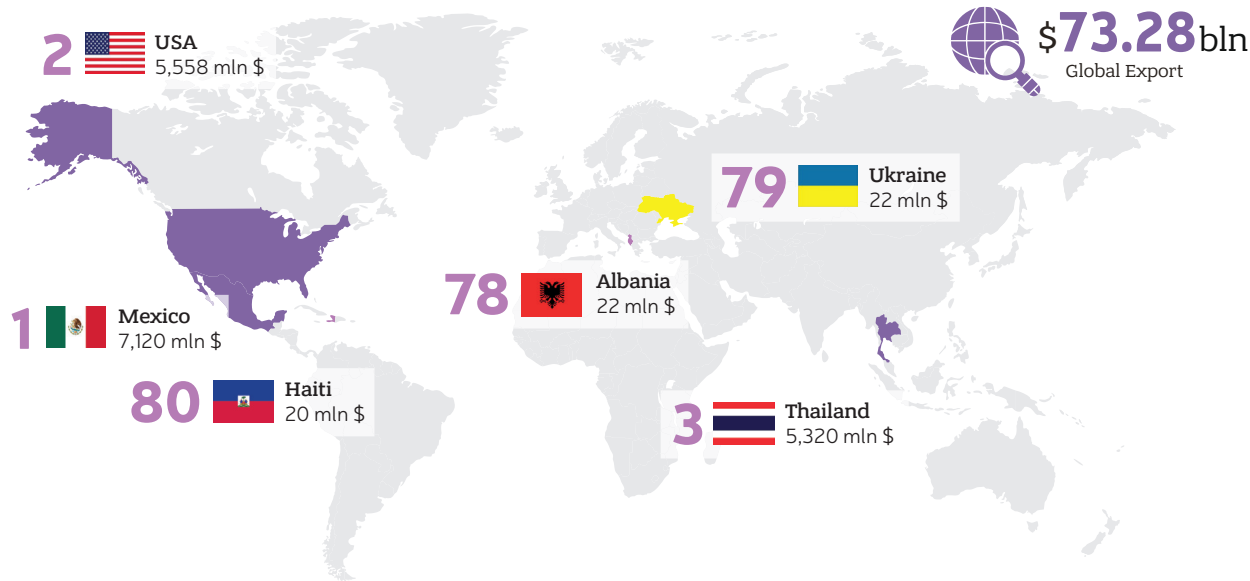 2
USA
5,558 mln $
$73.28bln
Global Export
79
Ukraine
22 mln $
78
Albania
22 mln $
1
Mexico
7,120 mln $
80
Haiti
20 mln $
3
Thailand
5,320 mln $